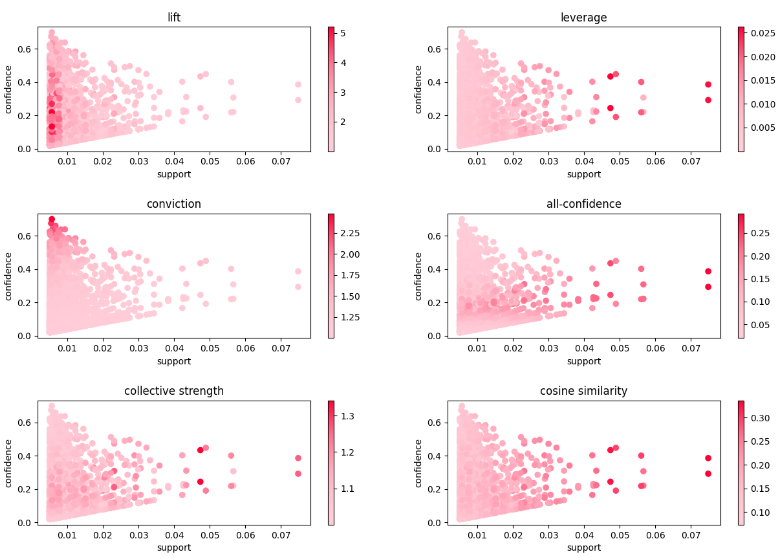 lift
leverage
0.6
0.4
0.2
0.0
confidence
0.01 0.02 0.03 0.04 0.05 0.06 0.07
support
5
4
3
2
0.6
0.4
0.2
0.0
confidence
0.01 0.02 0.03 0.04 0.05 0.06 0.07
support
0.025
0.020
0.015
0.010
0.005
conviction
all-confidence
0.6
0.4
0.2
0.0
confidence
0.01 0.02 0.03 0.04 0.05 0.06 0.07
support
2.25
2.00
1.75
1.50
1.25
0.6
0.4
0.2
0.0
confidence
0.01 0.02 0.03 0.04 0.05 0.06 0.07
support
0.25
0.20
0.15
0.10
0.05
collective strength
cosine similarity
0.6
0.4
0.2
0.0
confidence
0.01 0.02 0.03 0.04 0.05 0.06 0.07
support
1.3
1.2
1.1
0.6
0.4
0.2
0.0
confidence
0.01 0.02 0.03 0.04 0.05 0.06 0.07
support
0.30
0.25
0.20
0.15
0.10